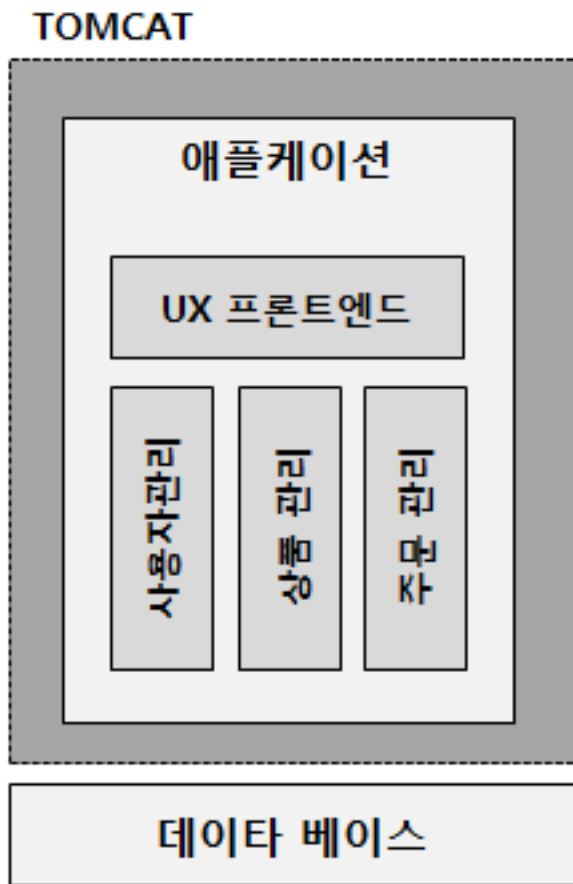 TOMCAT
애플케이션
UX 프론트엔드
사용자관리
상품 관리
주문 관리
데이타 베이스